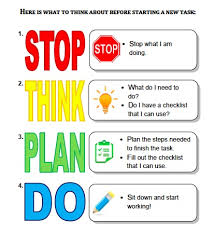 HERE IS WHAT TO THINK ABOUT BEFORE STARTING A NEW TASK:
1.
STOP
STOP
• Stop what I am
doing.
2.
THINK
• What do I need to
do?
• Do I have a checklist
that I can use?
3.
PLAN
• Plan the steps needed
to finish the task.
• Fill out the checklist
that I can use.
4.
DO
• Sit down and start
working!